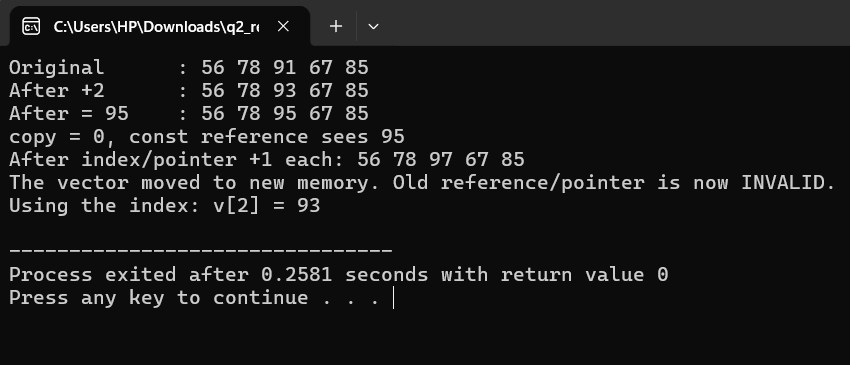 C:\Users\HP\Downloads\q2_re
Original      : 56 78 91 67 85
After +2      : 56 78 93 67 85
After = 95    : 56 78 95 67 85
copy = 0, const reference sees 95
After index/pointer +1 each: 56 78 97 67 85
The vector moved to new memory. Old reference/pointer is now INVALID.
Using the index: v[2] = 93
--------------------------------
Process exited after 0.2581 seconds with return value 0
Press any key to continue . . .